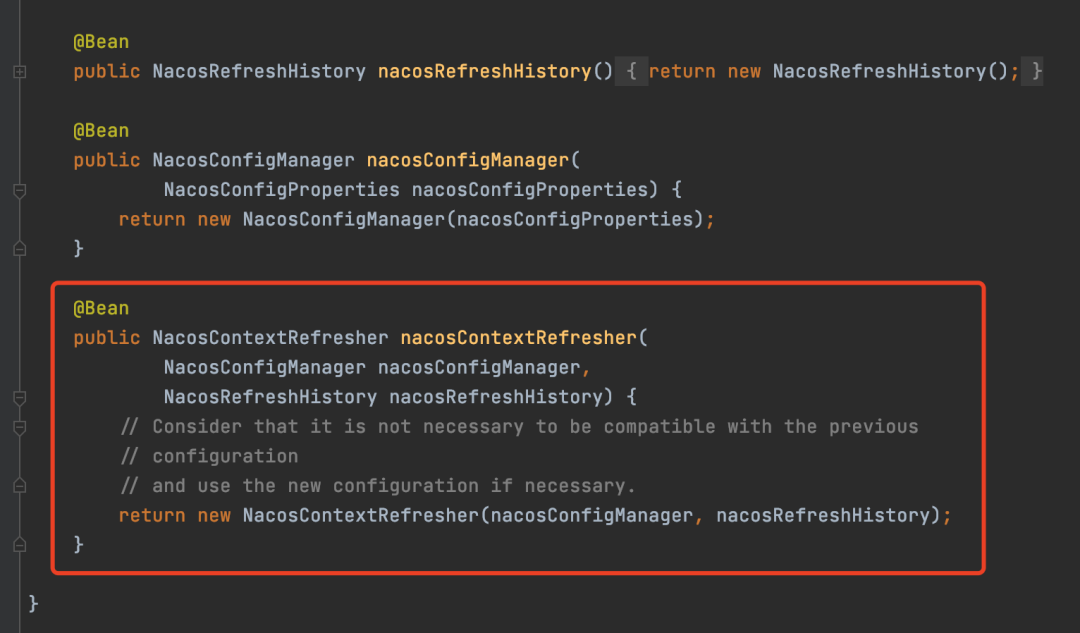 @Bean
public NacosRefreshHistory nacosRefreshHistory() { return new NacosRefreshHistory(); }
@Bean
public NacosConfigManager nacosConfigManager(
NacosConfigProperties nacosConfigProperties) {
return new NacosConfigManager(nacosConfigProperties);
}
@Bean
public NacosContextRefresher nacosContextRefresher(
NacosConfigManager nacosConfigManager,
NacosRefreshHistory nacosRefreshHistory) {
// Consider that it is not necessary to be compatible with the previous
// configuration
// and use the new configuration if necessary.
return new NacosContextRefresher(nacosConfigManager, nacosRefreshHistory);
}
}